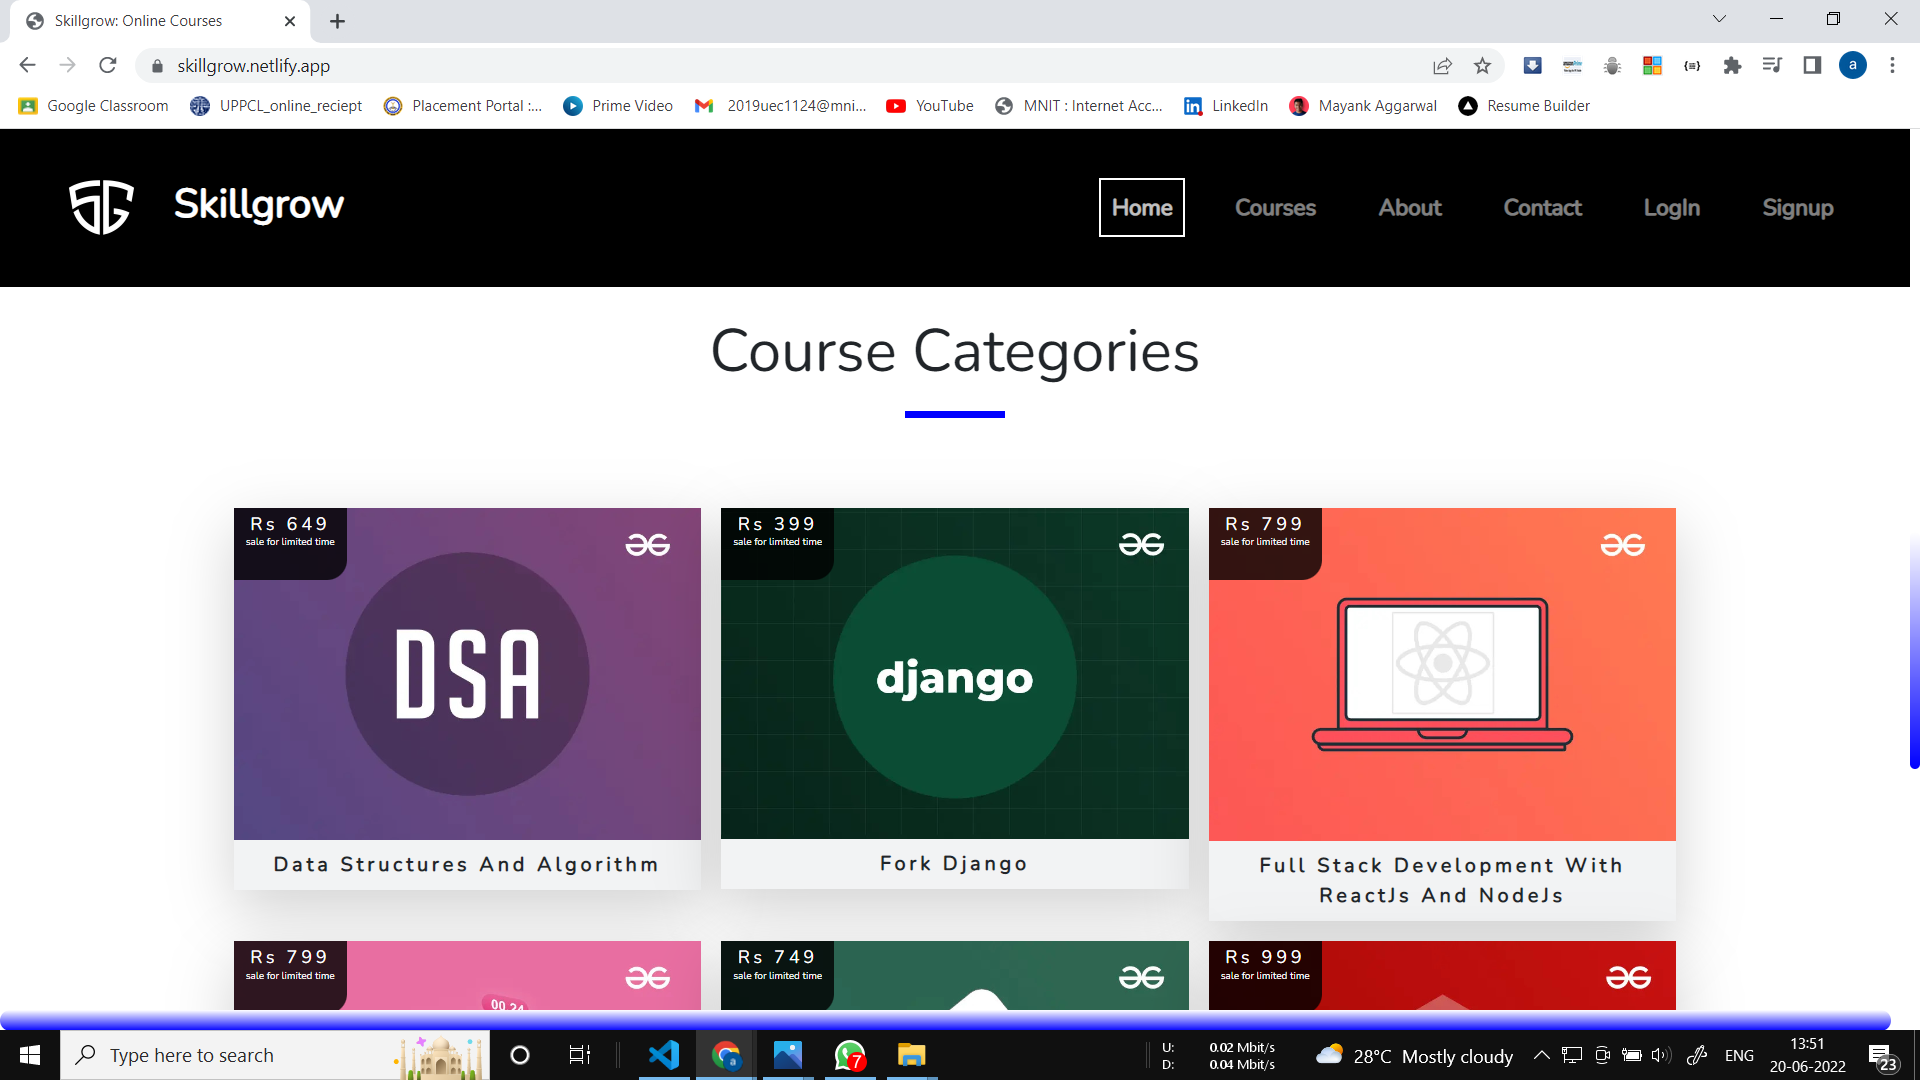 Skillgrow: Online Courses
skillgrow.netlify.app
a
Google Classroom
UPPCL_online_reciept
Placement Portal :...
Prime Video
2019uec1124@mni...
YouTube
MNIT : Internet Acc...
LinkedIn
Mayank Aggarwal
Resume Builder
Skillgrow
Home
Courses
About
Contact
LogIn
Signup
Course Categories
Rs 649
sale for limited time
DSA
Data Structures And Algorithm
Rs 399
sale for limited time
django
Fork Django
Rs 799
sale for limited time
Full Stack Development With
ReactJs And NodeJs
Rs 799
sale for limited time
00 24
Rs 749
sale for limited time
Rs 999
sale for limited time
Type here to search
a
7
U: 0.02 Mbit/s
D: 0.04 Mbit/s
28°C Mostly cloudy
ENG
13:51
20-06-2022
23